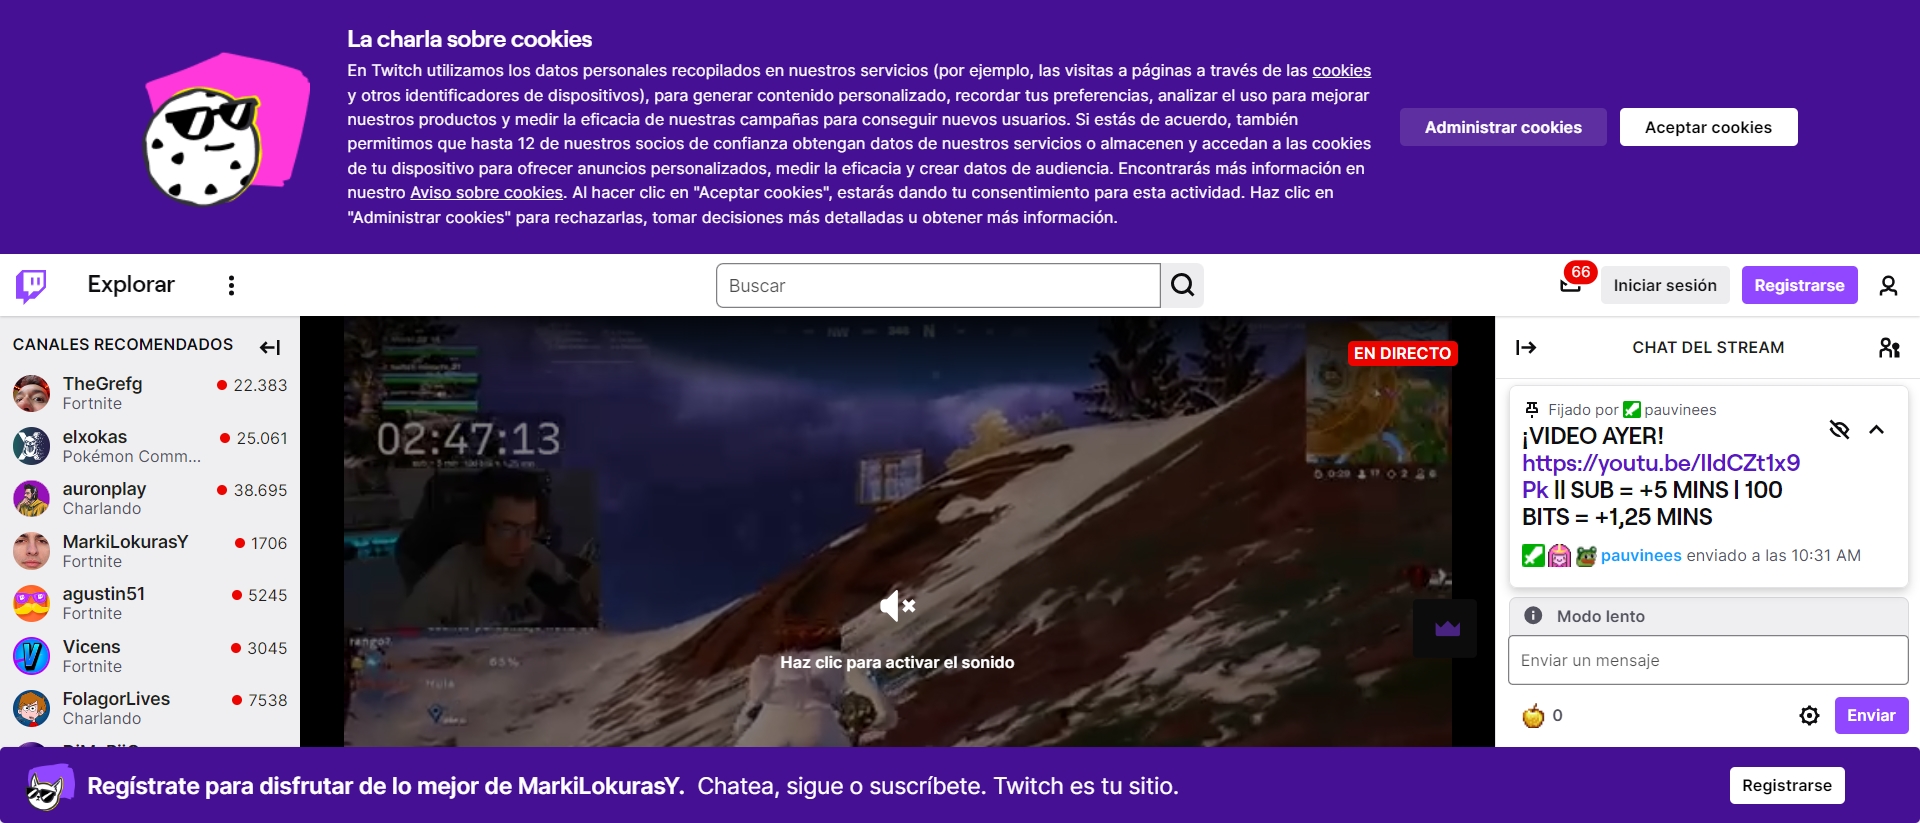 La charla sobre cookies
En Twitch utilizamos los datos personales recopilados en nuestros servicios (por ejemplo, las visitas a páginas a través de las cookies
y otros identificadores de dispositivos), para generar contenido personalizado, recordar tus preferencias, analizar el uso para mejorar
nuestros productos y medir la eficacia de nuestras campañas para conseguir nuevos usuarios. Si estás de acuerdo, también
permitimos que hasta 12 de nuestros socios de confianza obtengan datos de nuestros servicios o almacenen y accedan a las cookies
de tu dispositivo para ofrecer anuncios personalizados, medir la eficacia y crear datos de audiencia. Encontrarás más información en
nuestro Aviso sobre cookies. Al hacer clic en "Aceptar cookies", estarás dando tu consentimiento para esta actividad. Haz clic en
"Administrar cookies" para rechazarlas, tomar decisiones más detalladas u obtener más información.
Administrar cookies
Aceptar cookies
Explorar
Buscar
66
Iniciar sesión
Registrarse
CANALES RECOMENDADOS
TheGrefg 22.383
Fortnite
elxokas 25.061
Pokémon Comm...
auronplay 38.695
Charlando
MarkiLokurasY 1706
Fortnite
agustin51 5245
Fortnite
Vicens 3045
Fortnite
FolagorLives 7538
Charlando
NW 346 N
EN DIRECTO
02:47:13
Haz clic para activar el sonido
CHAT DEL STREAM
Fijado por pauvinees
¡VIDEO AYER!
https://youtu.be/lIdCZt1x9
Pk || SUB = +5 MINS | 100
BITS = +1,25 MINS
pauvinees enviado a las 10:31 AM
Modo lento
Enviar un mensaje
0
Enviar
Regístrate para disfrutar de lo mejor de MarkiLokurasY. Chatea, sigue o suscríbete. Twitch es tu sitio.
Registrarse